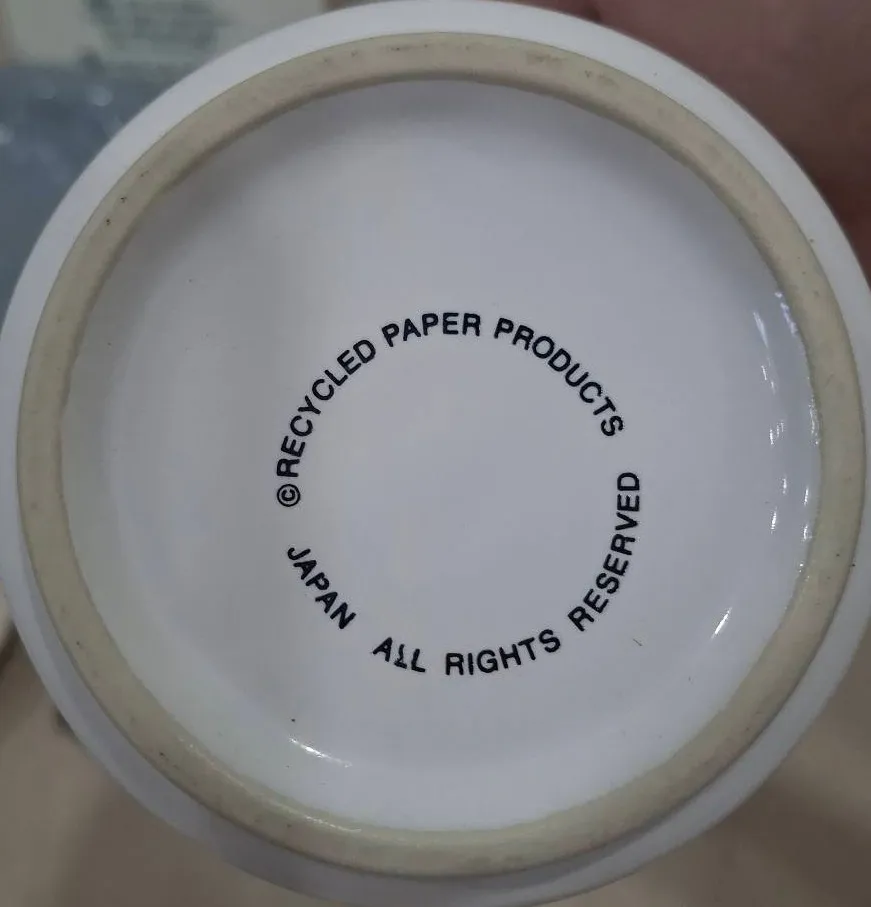 ©RECYCLED PAPER PRODUCTS
JAPAN ALL RIGHTS RESERVED